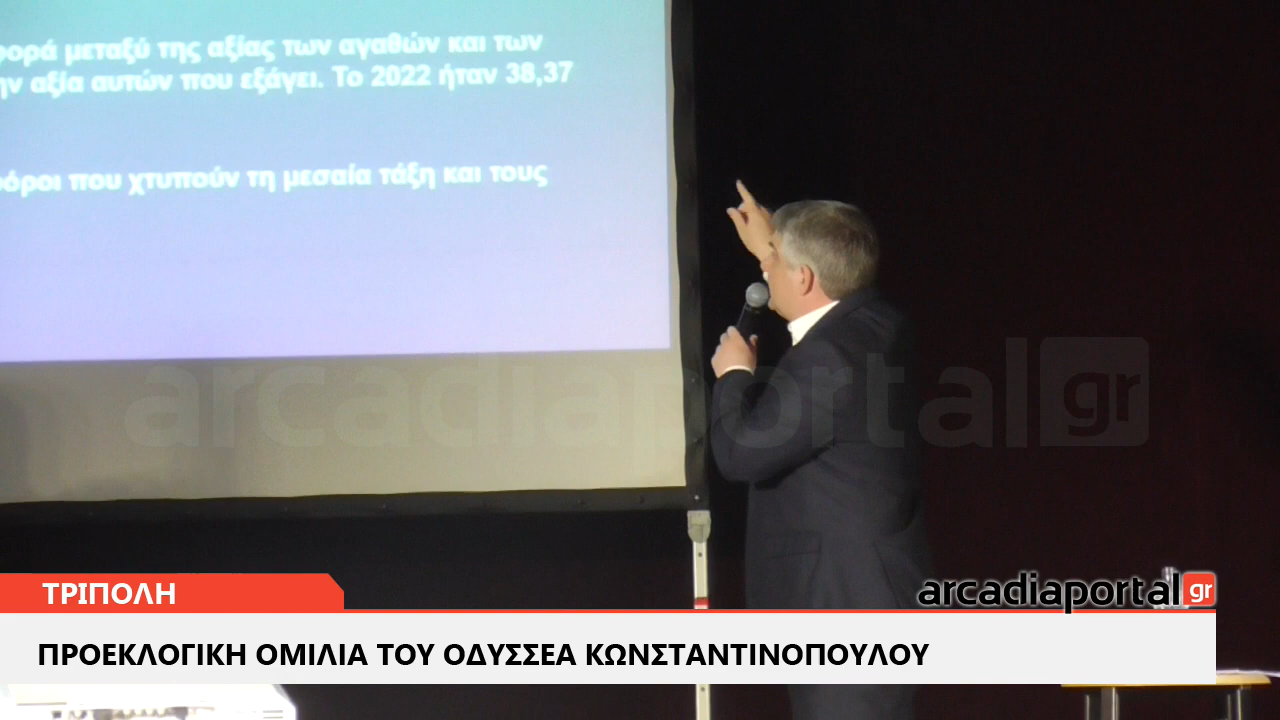 φορά μεταξύ της αξίας των αγαθών και των
ην αξία αυτών που εξάγει. Το 2022 ήταν 38,37
όροι που χτυπούν τη μεσαία τάξη και τους
arcadiaportal gr
ΤΡΙΠΟΛΗ
arcadiaportal gr
ΠΡΟΕΚΛΟΓΙΚΗ ΟΜΙΛΙΑ ΤΟΥ ΟΔΥΣΣΕΑ ΚΩΝΣΤΑΝΤΙΝΟΠΟΥΛΟΥ